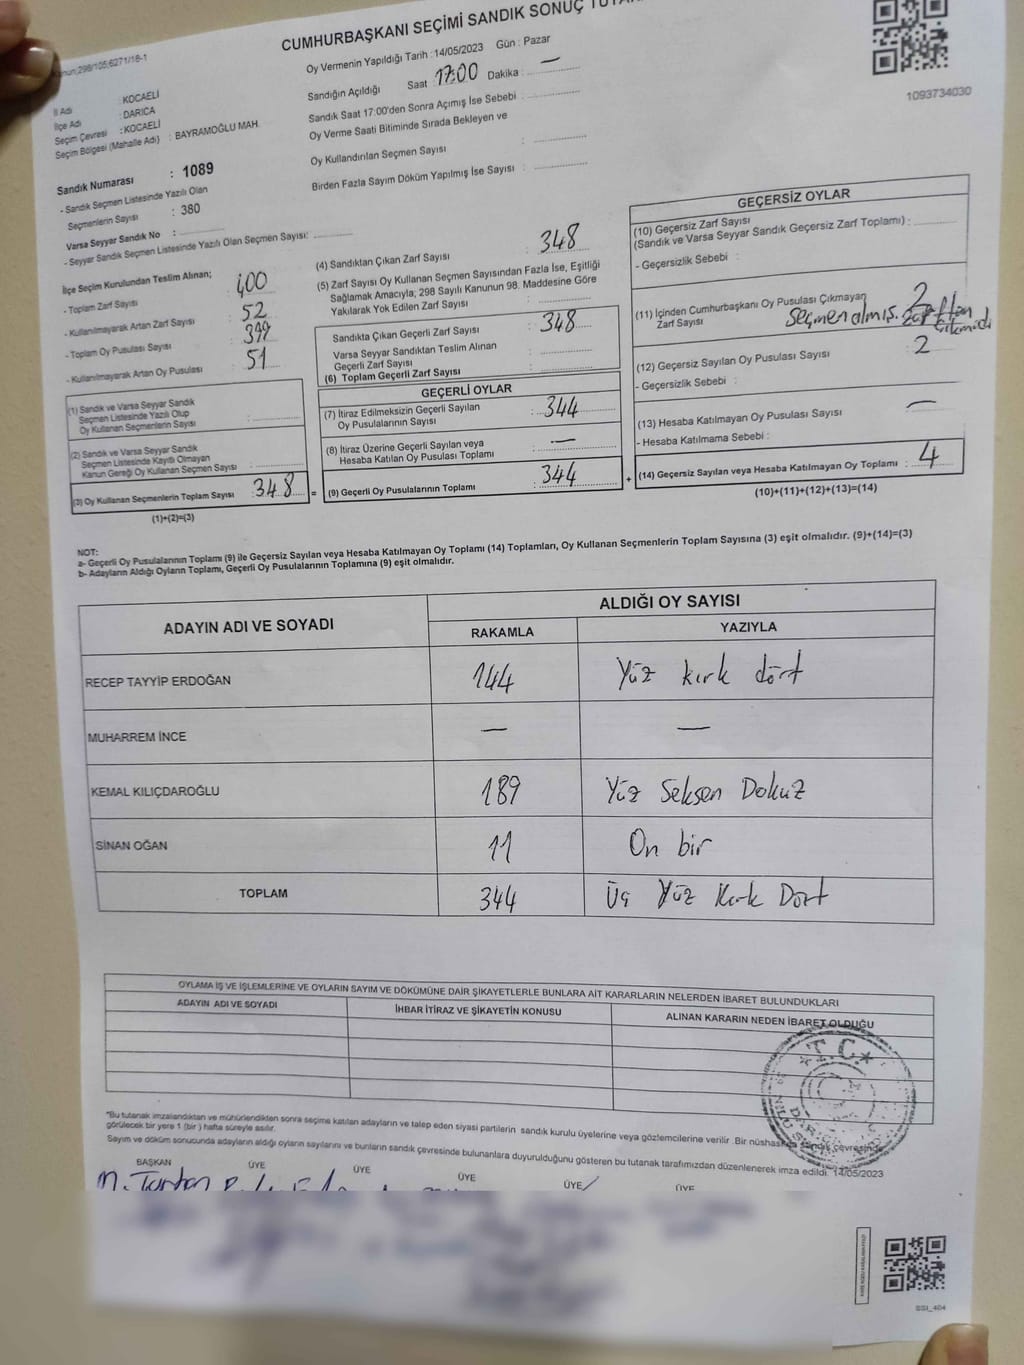 CUMHURBAŞKANI SEÇİMİ SANDIK SONUÇ
Kanun;298/105;6271/18-1
Oy Vermenin Yapıldığı Tarih :14/05/2023 Gün : Pazar
Sandığın Açıldığı Saat 17:00 Dakika : —
Sandık Saat 17:00'den Sonra Açımış İse Sebebi :
Oy Verme Saati Bitiminde Sırada Bekleyen ve
Oy Kullandırılan Seçmen Sayısı :
Birden Fazla Sayım Döküm Yapılmış İse Sayısı :
1093734030
İl Adı : KOCAELİ
İlçe Adı : DARICA
Seçim Çevresi : KOCAELİ
Seçim Bölgesi (Mahalle Adı) : BAYRAMOĞLU MAH.
Sandık Numarası : 1089
- Sandık Seçmen Listesinde Yazılı Olan
Seçmenlerin Sayısı : 380
Varsa Seyyar Sandık No :
- Seyyar Sandık Seçmen Listesinde Yazılı Olan Seçmen Sayısı:
İlçe Seçim Kurulundan Teslim Alınan;
- Toplam Zarf Sayısı : 400
- Kullanılmayarak Artan Zarf Sayısı : 52
- Toplam Oy Pusulası Sayısı : 399
- Kullanılmayarak Artan Oy Pusulası : 51
(1) Sandık ve Varsa Seyyar Sandık
Seçmen Listesinde Yazılı Olup
Oy Kullanan Seçmenlerin Sayısı :
(2) Sandık ve Varsa Seyyar Sandık
Seçmen Listesinde Kayıtlı Olmayan
Kanun Gereği Oy Kullanan Seçmen Sayısı :
(3) Oy Kullanan Seçmenlerin Toplam Sayısı : 348 =
(1)+(2)=(3)
(4) Sandıktan Çıkan Zarf Sayısı : 348
(5) Zarf Sayısı Oy Kullanan Seçmen Sayısından Fazla İse, Eşitliği
Sağlamak Amacıyla; 298 Sayılı Kanunun 98. Maddesine Göre
Yakılarak Yok Edilen Zarf Sayısı :
Sandıkta Çıkan Geçerli Zarf Sayısı : 348
Varsa Seyyar Sandıktan Teslim Alınan
Geçerli Zarf Sayısı :
(6) Toplam Geçerli Zarf Sayısı :
GEÇERLİ OYLAR
(7) İtiraz Edilmeksizin Geçerli Sayılan
Oy Pusulasının Sayısı : 344
(8) İtiraz Üzerine Geçerli Sayılan veya
Hesaba Katılan Oy Pusulası Toplamı : —
(9) Geçerli Oy Pusulalarının Toplamı : 344 +
GEÇERSİZ OYLAR
(10) Geçersiz Zarf Sayısı
(Sandık ve Varsa Seyyar Sandık Geçersiz Zarf Toplamı) :
- Geçersizlik Sebebi :
(11) İçinden Cumhurbaşkanı Oy Pusulası Çıkmayan
Zarf Sayısı : 2
seçmen almış. zarftan çıkmadı
(12) Geçersiz Sayılan Oy Pusulası Sayısı : 2
- Geçersizlik Sebebi :
(13) Hesaba Katılmayan Oy Pusulası Sayısı : —
- Hesaba Katılmama Sebebi :
(14) Geçersiz Sayılan veya Hesaba Katılmayan Oy Toplamı : 4
(10)+(11)+(12)+(13)=(14)
NOT:
a- Geçerli Oy Pusulalarının Toplamı (9) ile Geçersiz Sayılan veya Hesaba Katılmayan Oy Toplamı (14) Toplamları, Oy Kullanan Seçmenlerin Toplam Sayısına (3) eşit olmalıdır. (9)+(14)=(3)
b- Adayların Aldığı Oyların Toplamı, Geçerli Oy Pusulalarının Toplamına (9) eşit olmalıdır.
ADAYIN ADI VE SOYADI ALDIĞI OY SAYISI
RAKAMLA YAZIYLA
RECEP TAYYİP ERDOĞAN 144 Yüz kırk dört
MUHARREM İNCE — —
KEMAL KILIÇDAROĞLU 189 Yüz Seksen Dokuz
SİNAN OĞAN 11 On bir
TOPLAM 344 Üç Yüz Kırk Dört
OYLAMA İŞ VE İŞLEMLERİNE VE OYLARIN SAYIM VE DÖKÜMÜNE DAİR ŞİKAYETLERLE BUNLARA AİT KARARLARIN NELERDEN İBARET BULUNDUKLARI
ADAYIN ADI VE SOYADI İHBAR İTİRAZ VE ŞİKAYETİN KONUSU ALINAN KARARIN NEDEN İBARET OLDUĞU
*T.C.*
"Bu tutanak imzalandıktan ve mühürlendikten sonra seçime katılan adayların ve talep eden siyasi partilerin sandık kurulu üyelerine veya gözlemcilerine verilir .Bir nüshası da sandık çevresinde
görülecek bir yere 1 (bir ) hafta süreyle asılır.
Sayım ve döküm sonucunda adayların aldığı oyların sayılarını ve bunların sandık çevresinde bulunanlara duyurulduğunu gösteren bu tutanak tarafımızdan düzenlenerek imza edildi. 14/05/2023
BAŞKAN ÜYE ÜYE ÜYE ÜYE ÜYE
SSI_404